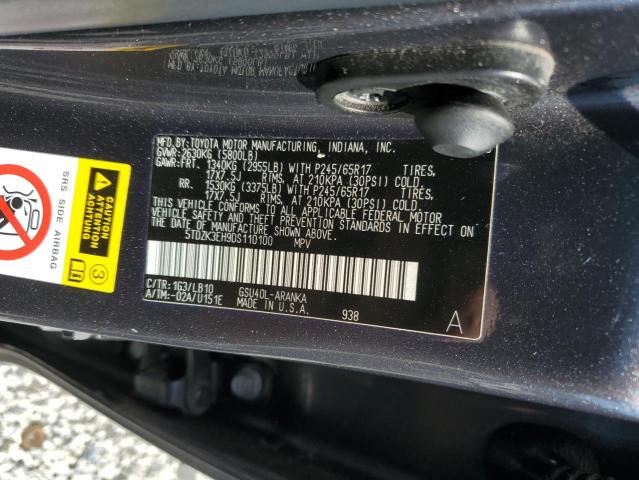 MFD.BY:TOYOTA MOTOR MANUFACTURING, INDIANA, INC.
GVWR:2630KG (5800LB)
GAWR:FRT. 1340KG (2955LB) WITH P245/65R17 TIRES,
17X7.5J RIMS, AT 210KPA (30PSI) COLD
RR. 1530KG (3375LB) WITH P245/65R17 TIRES,
17X7.5J RIMS, AT 210KPA (30PSI) COLD
THIS VEHICLE CONFORMS TO ALL APPLICABLE FEDERAL MOTOR
VEHICLE SAFETY AND THEFT PREVENTION STANDARDS IN EFFECT ON
THE DATE OF MANUFACTURE SHOWN ABOVE.
5TDZK3EH9DS110100 MPV
C/TR: 1G3/LB10 GSU40L-ARANKA
A/TM:-02A/U151E MADE IN U.S.A.
938 A
SRS SIDE AIRBAG
CAUTION
ATTENTION
ACHTUNG
3